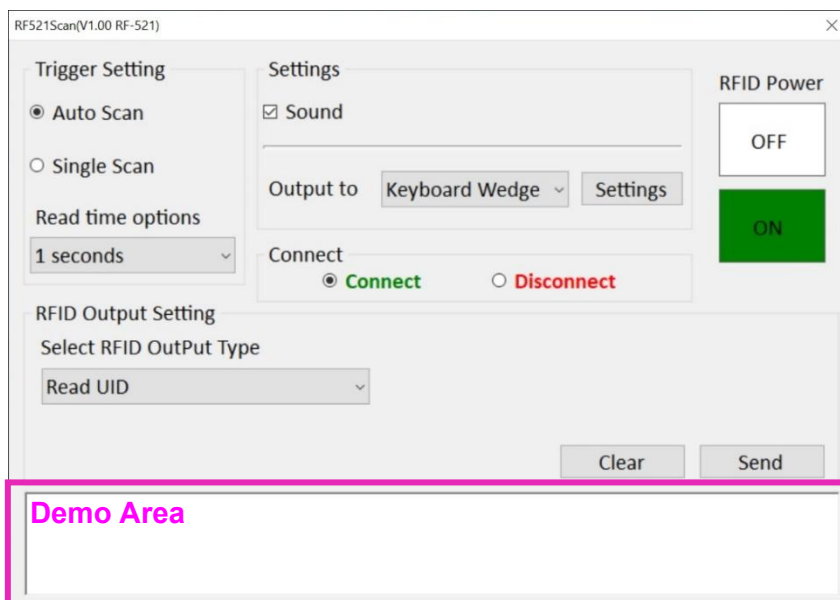 RF521Scan(V1.00 RF-521)
Trigger Setting
Auto Scan
Single Scan
Read time options
1 seconds
Settings
Sound
Output to
Keyboard Wedge
Settings
Connect
Connect
Disconnect
RFID Power
OFF
ON
RFID Output Setting
Select RFID OutPut Type
Read UID
Clear
Send
Demo Area